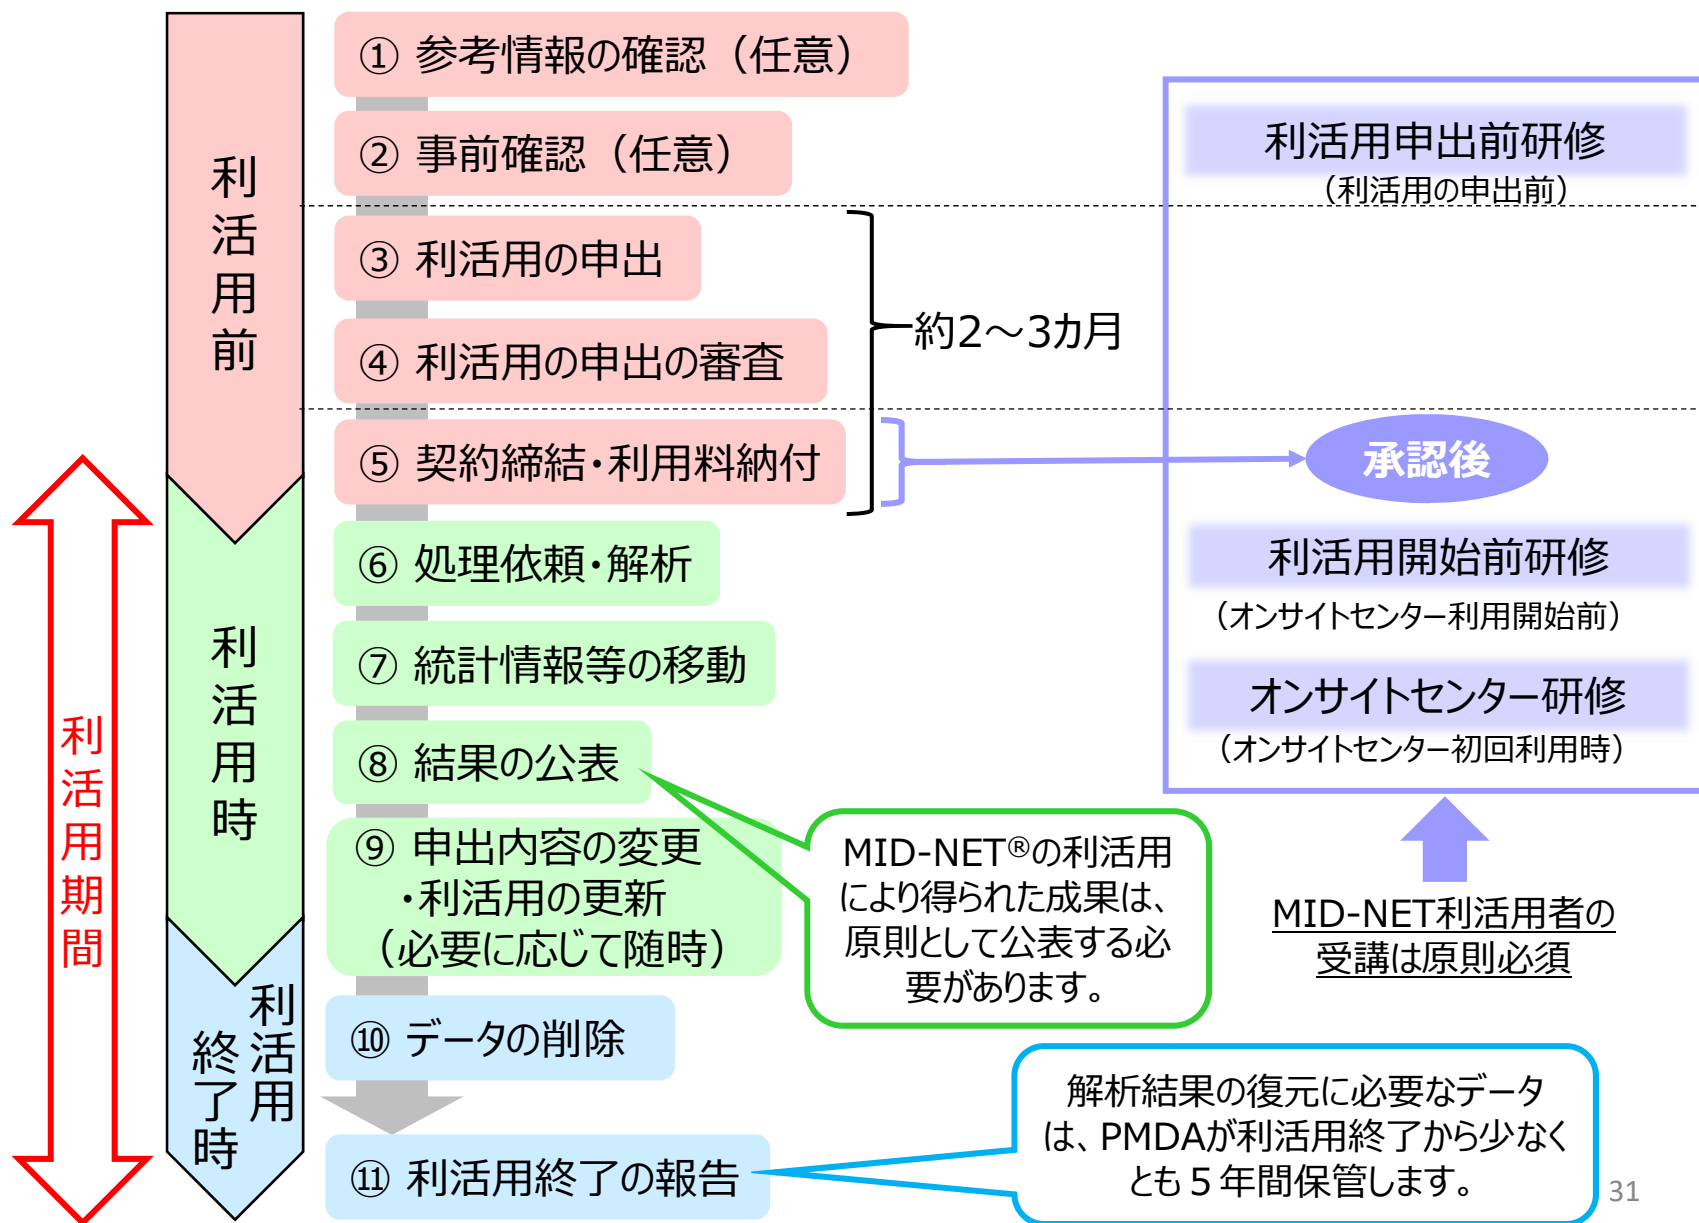 利活用前
利活用時
利活用
終了時
利活用期間
① 参考情報の確認（任意）
② 事前確認（任意）
③ 利活用の申出
④ 利活用の申出の審査
⑤ 契約締結・利用料納付
約2～3カ月
⑥ 処理依頼・解析
⑦ 統計情報等の移動
⑧ 結果の公表
⑨ 申出内容の変更
・利活用の更新
（必要に応じて随時）
⑩ データの削除
⑪ 利活用終了の報告
MID-NET®の利活用
により得られた成果は、
原則として公表する必
要があります。
解析結果の復元に必要なデータ
は、PMDAが利活用終了から少なく
とも５年間保管します。
利活用申出前研修
（利活用の申出前）
承認後
利活用開始前研修
（オンサイトセンター利用開始前）
オンサイトセンター研修
（オンサイトセンター初回利用時）
MID-NET利活用者の
受講は原則必須
31